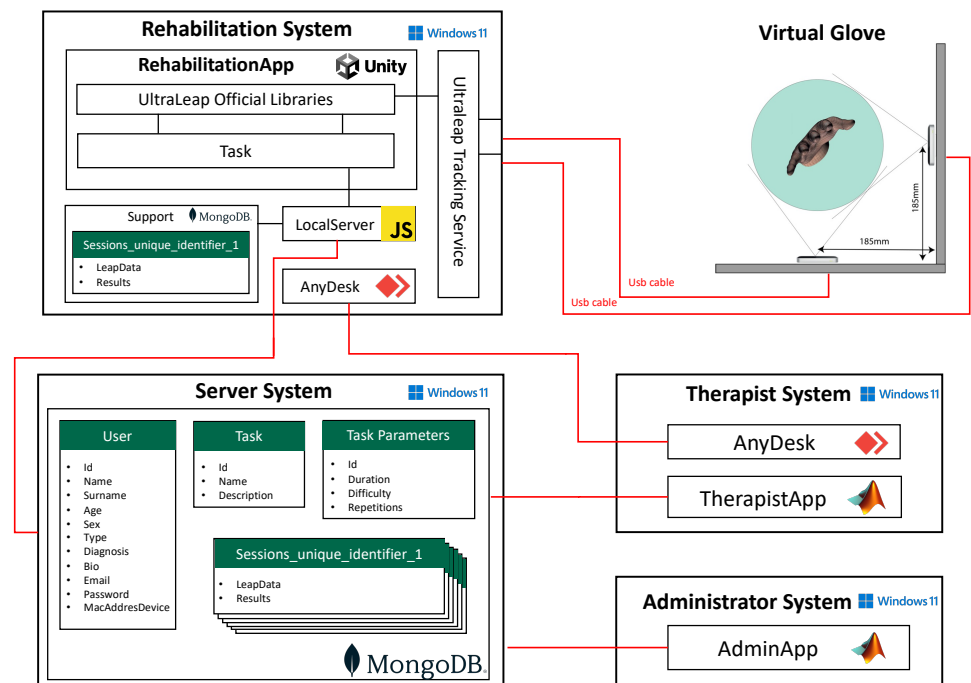 Rehabilitation System
Windows 11
RehabilitationApp
Unity
UltraLeap Official Libraries
Task
Ultraleap Tracking Service
Support
MongoDB.
Sessions_unique_identifier_1
• LeapData
• Results
LocalServer
JS
AnyDesk
Virtual Glove
185mm
185mm
Usb cable
Usb cable
Server System
Windows 11
User
• Id
• Name
• Surname
• Age
• Sex
• Type
• Diagnosis
• Bio
• Email
• Password
• MacAddresDevice
Task
• Id
• Name
• Description
Task Parameters
• Id
• Duration
• Difficulty
• Repetitions
Sessions_unique_identifier_1
• LeapData
• Results
MongoDB.
Therapist System
Windows 11
AnyDesk
TherapistApp
Administrator System
Windows 11
AdminApp